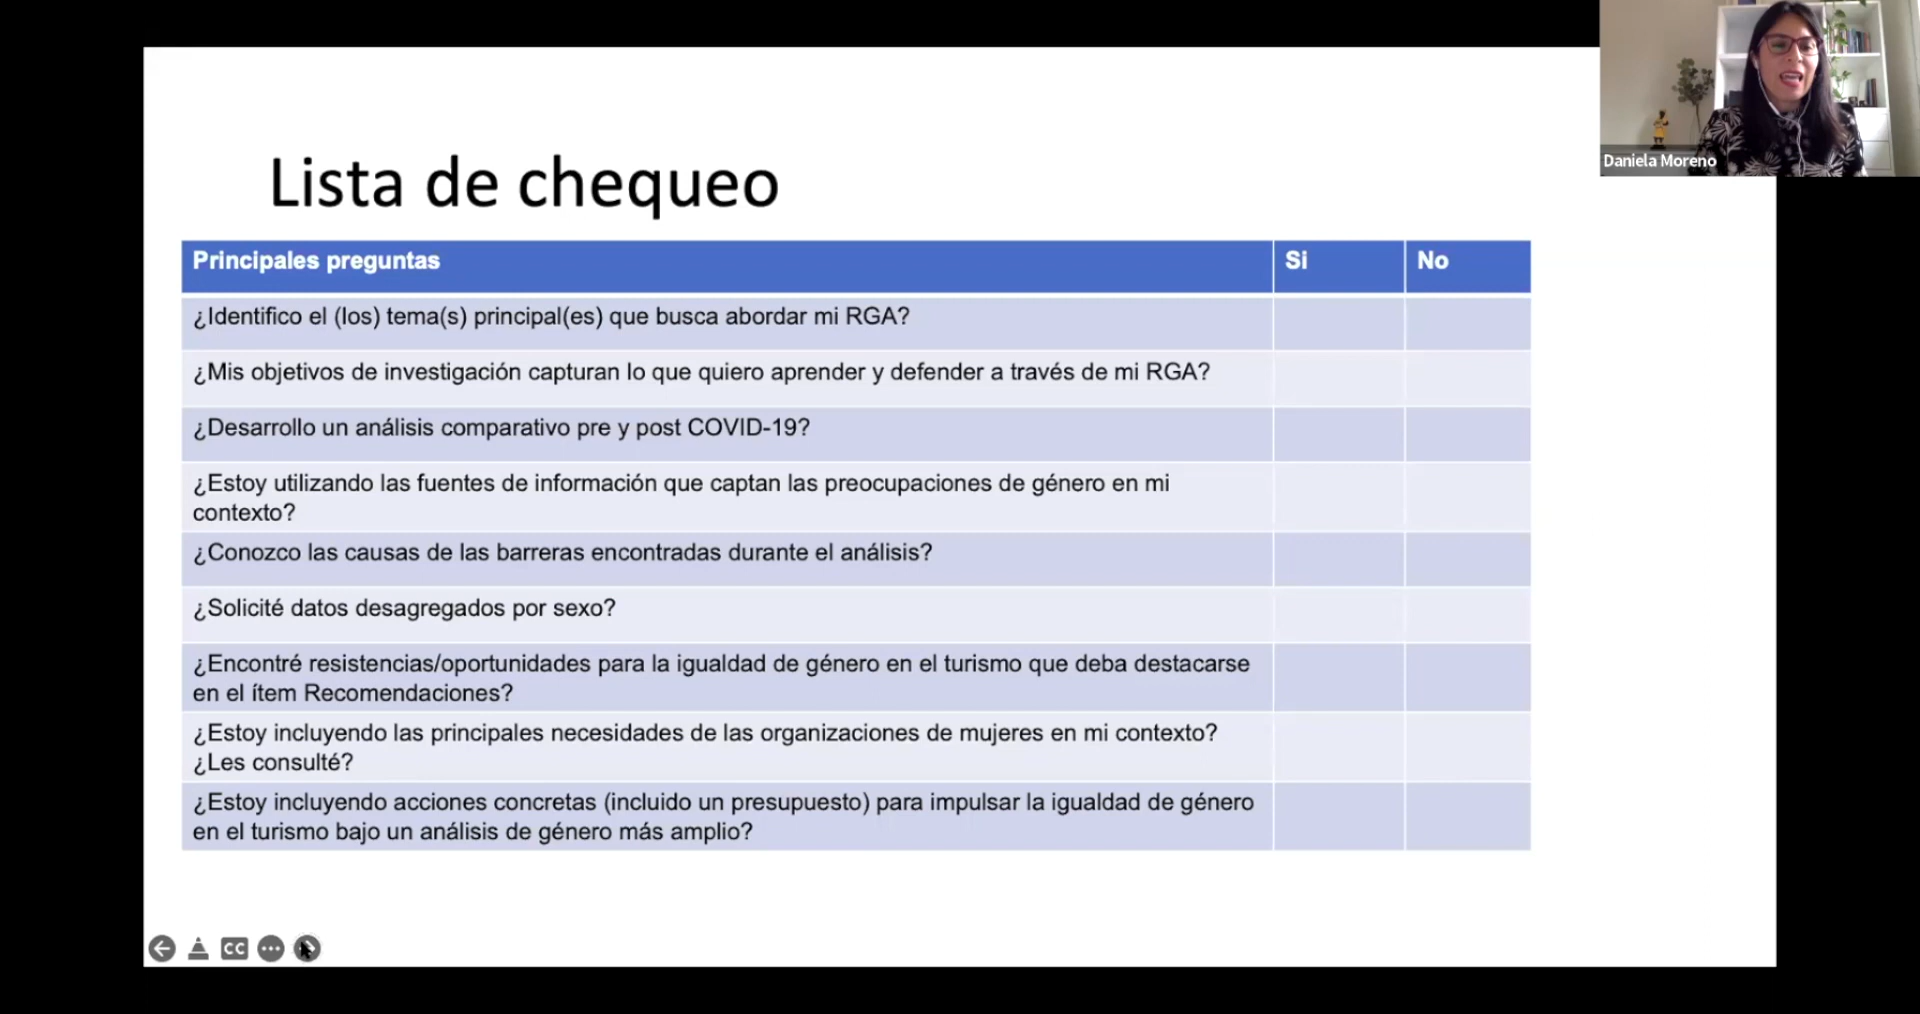 Daniela Moreno
Lista de chequeo
Principales preguntas Si No
¿Identifico el (los) tema(s) principal(es) que busca abordar mi RGA?
¿Mis objetivos de investigación capturan lo que quiero aprender y defender a través de mi RGA?
¿Desarrollo un análisis comparativo pre y post COVID-19?
¿Estoy utilizando las fuentes de información que captan las preocupaciones de género en mi
contexto?
¿Conozco las causas de las barreras encontradas durante el análisis?
¿Solicité datos desagregados por sexo?
¿Encontré resistencias/oportunidades para la igualdad de género en el turismo que deba destacarse
en el ítem Recomendaciones?
¿Estoy incluyendo las principales necesidades de las organizaciones de mujeres en mi contexto?
¿Les consulté?
¿Estoy incluyendo acciones concretas (incluido un presupuesto) para impulsar la igualdad de género
en el turismo bajo un análisis de género más amplio?
CC